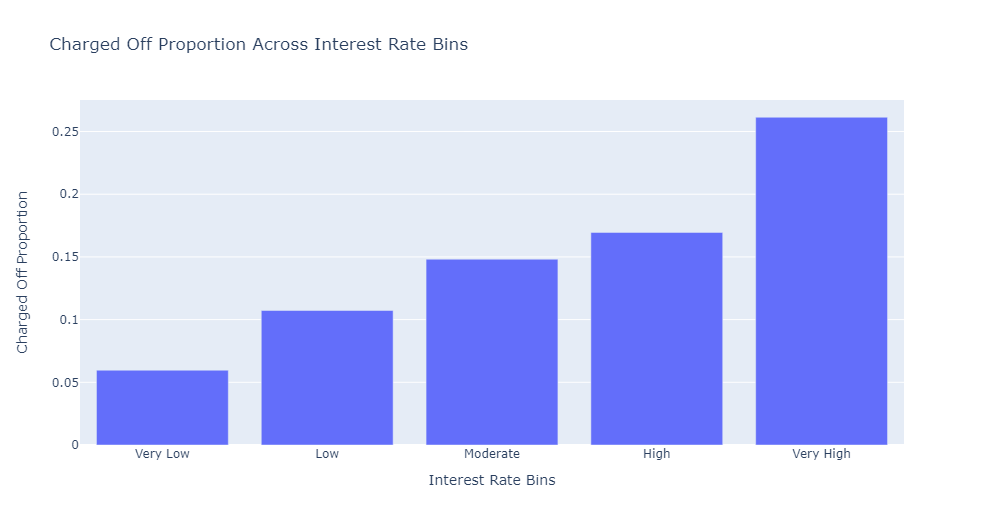 Charged Off Proportion Across Interest Rate Bins
Charged Off Proportion
0.25
0.2
0.15
0.1
0.05
0
Very Low Low Moderate High Very High
Interest Rate Bins